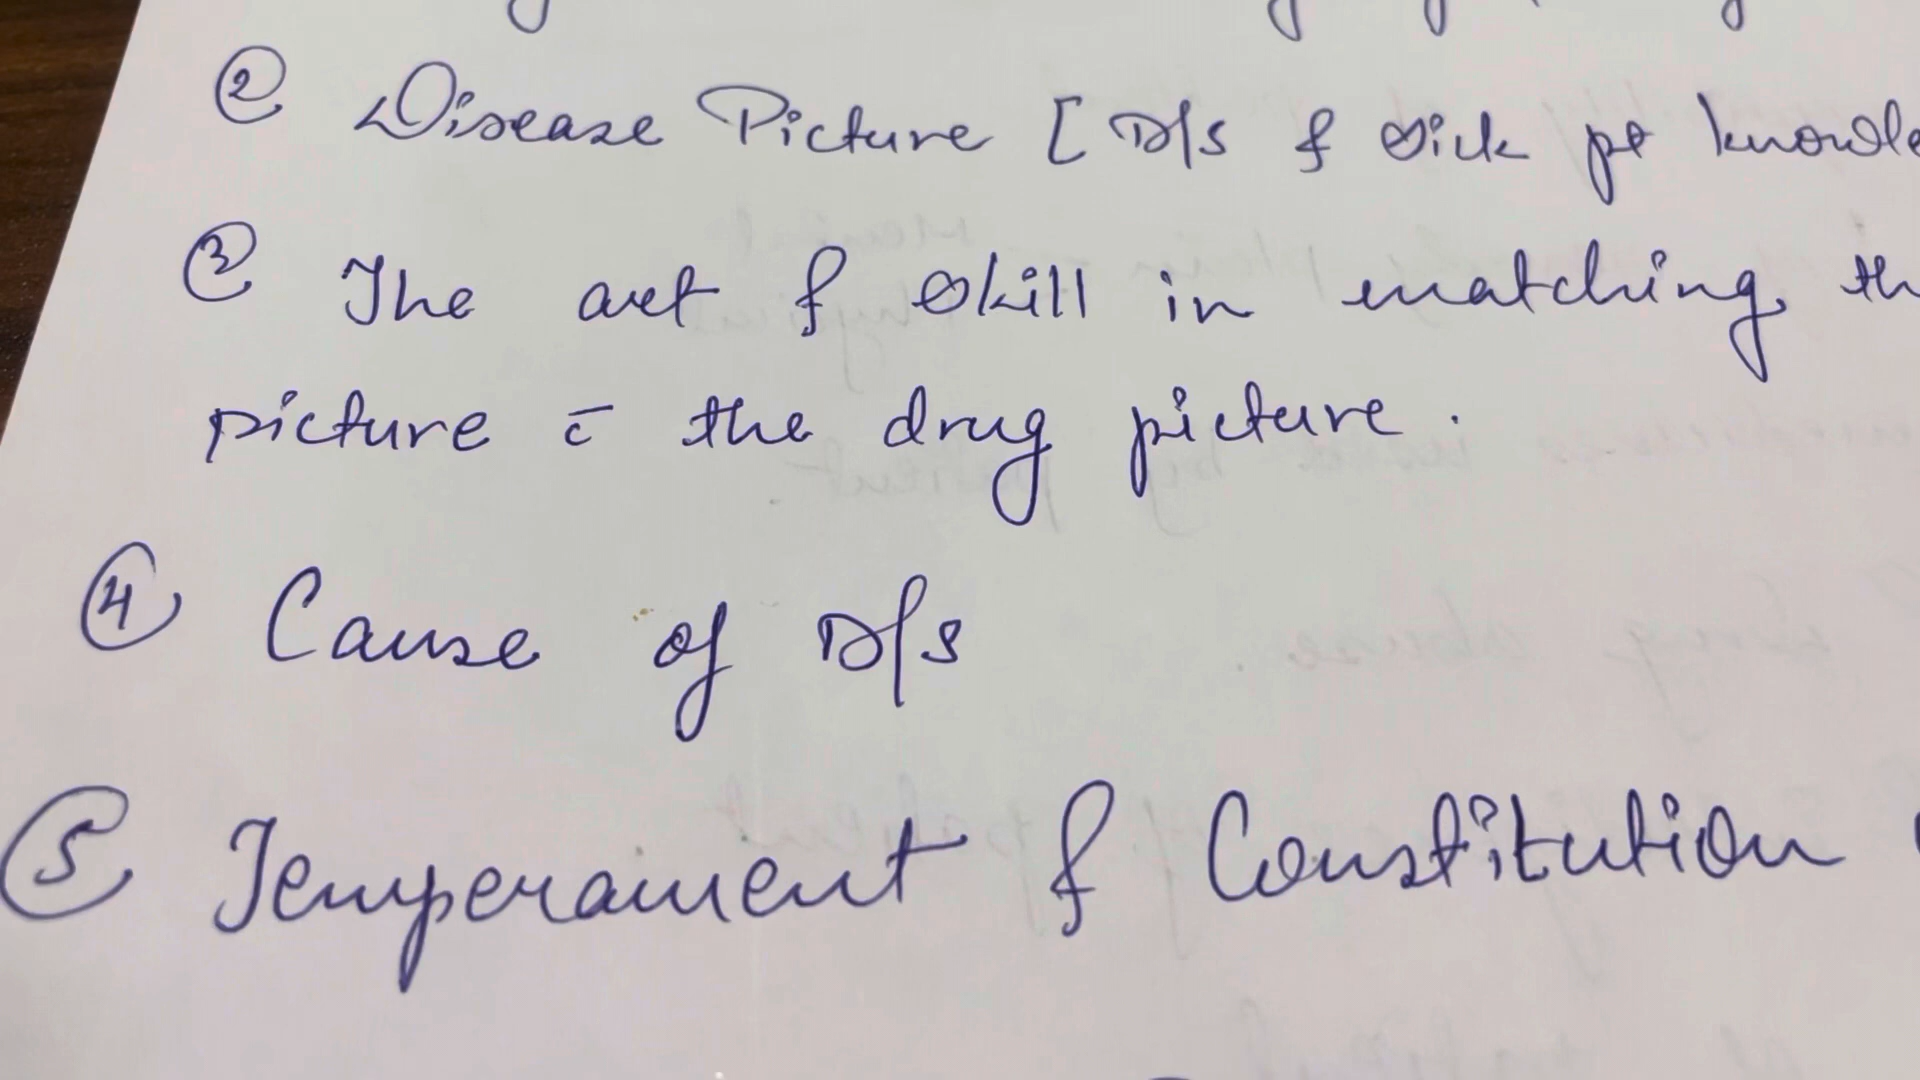 ② Disease Picture [ D/s & sick pt
③ The art & skill in matching
picture c̄ the drug picture.
④ Cause of D/s
⑤ Temperament & Constitution